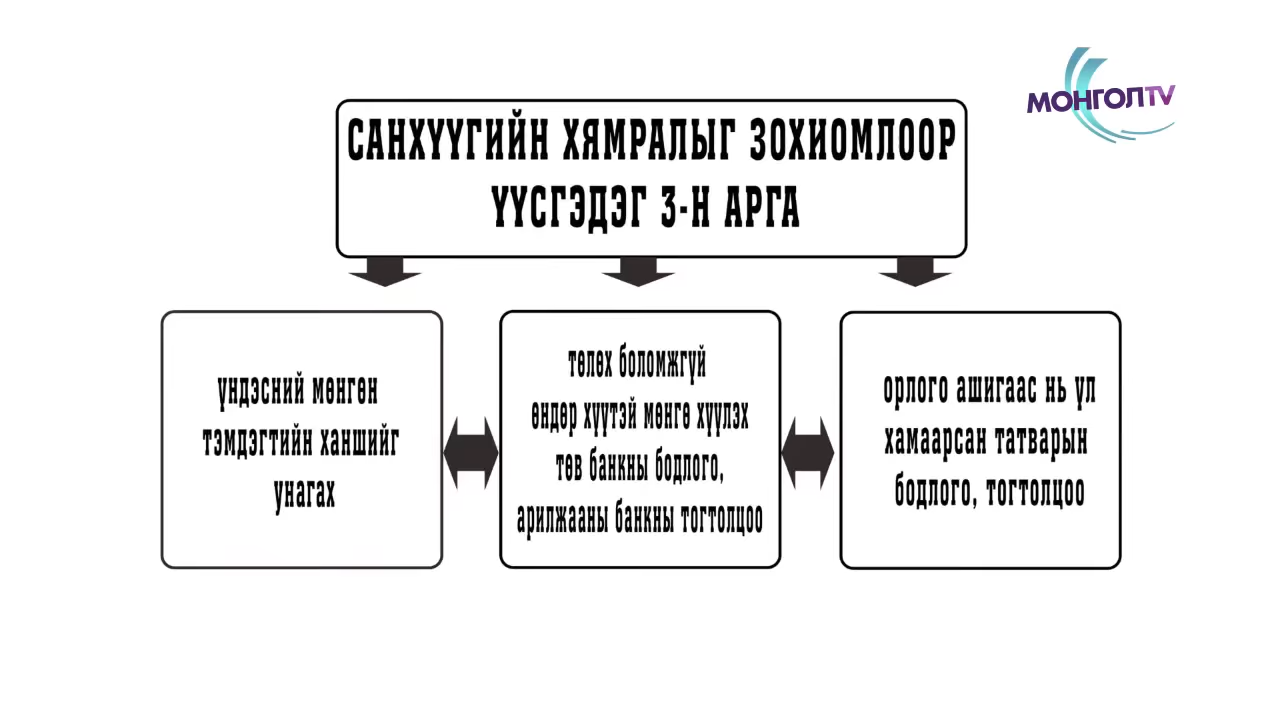 МОНГОЛTV
САНХҮҮГИЙН ХЯМРАЛЫГ ЗОХИОМЛООР
ҮҮСГЭДЭГ 3-Н АРГА
үндэсний мөнгөн
тэмдэгтийн ханшийг
унагах
төлөх боломжгүй
өндөр хүүтэй мөнгө хүүлэх
төв банкны бодлого,
арилжааны банкны тогтолцоо
орлого ашигаас нь үл
хамаарсан татварын
бодлого, тогтолцоо